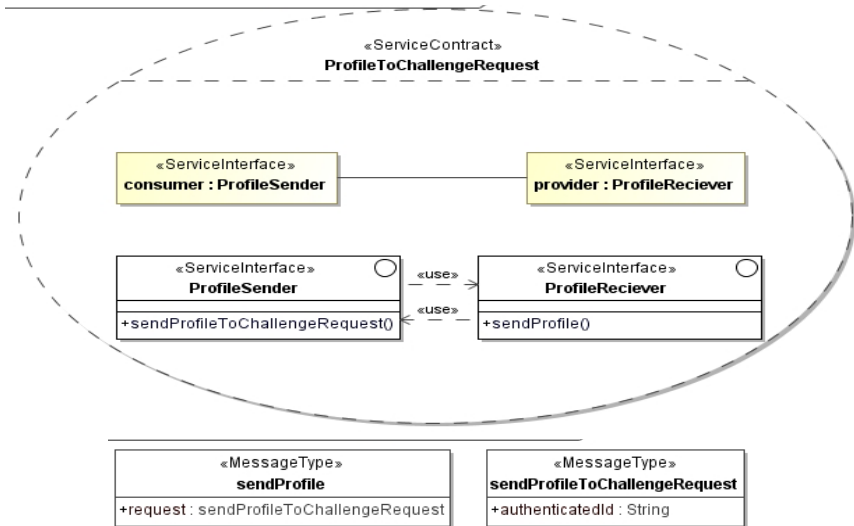 «ServiceContract»
ProfileToChallengeRequest
«ServiceInterface»
consumer : ProfileSender
«ServiceInterface»
provider : ProfileReciever
«ServiceInterface»
ProfileSender
+sendProfileToChallengeRequest()
«use»
«use»
«ServiceInterface»
ProfileReciever
+sendProfile()
«MessageType»
sendProfile
+request : sendProfileToChallengeRequest
«MessageType»
sendProfileToChallengeRequest
+authenticatedId : String